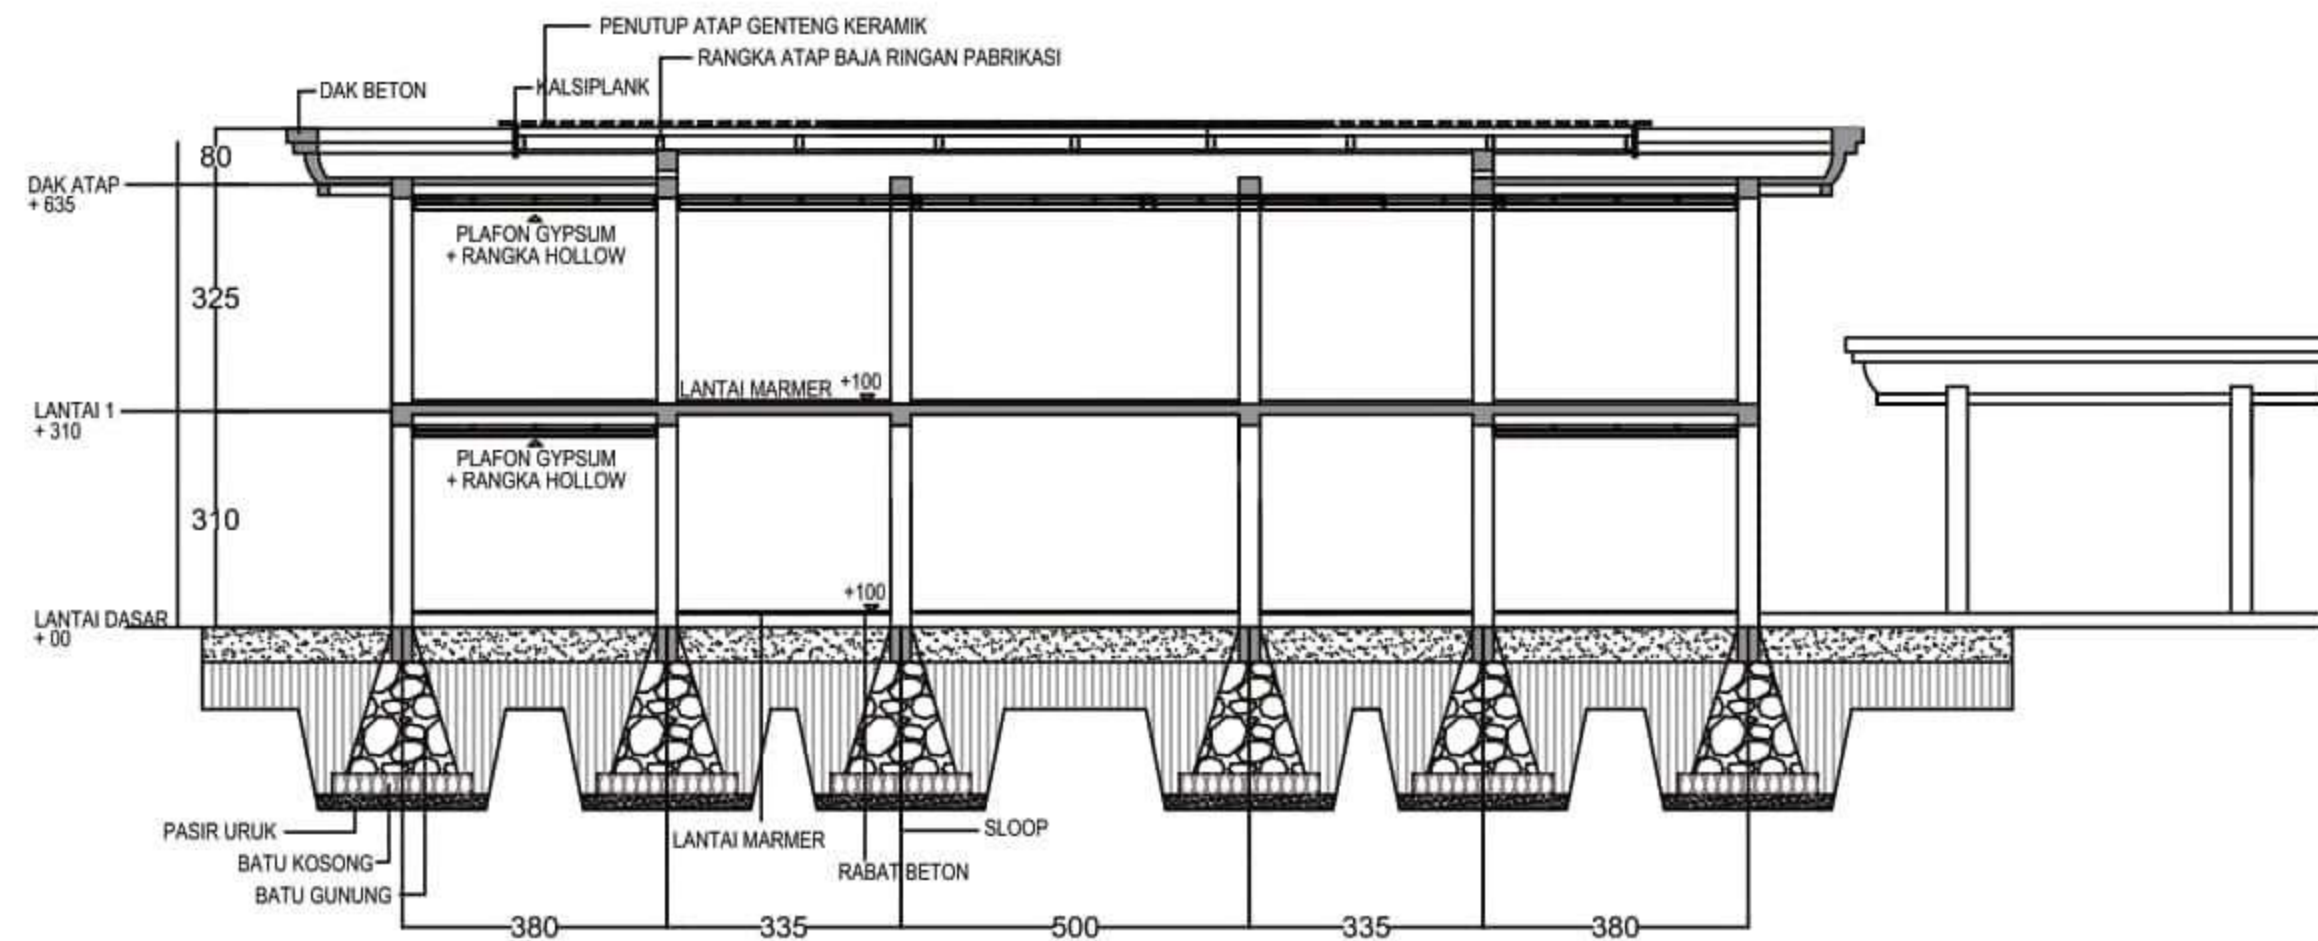 PENUTUP ATAP GENTENG KERAMIK
RANGKA ATAP BAJA RINGAN PABRIKASI
KALSIPLANK
DAK BETON
80
DAK ATAP
+ 635
PLAFON GYPSUM
+ RANGKA HOLLOW
325
LANTAI MARMER +100
LANTAI 1
+ 310
PLAFON GYPSUM
+ RANGKA HOLLOW
310
+100
LANTAI DASAR
+ 00
PASIR URUK
BATU KOSONG
BATU GUNUNG
LANTAI MARMER
SLOOP
RABAT BETON
380 335 500 335 380